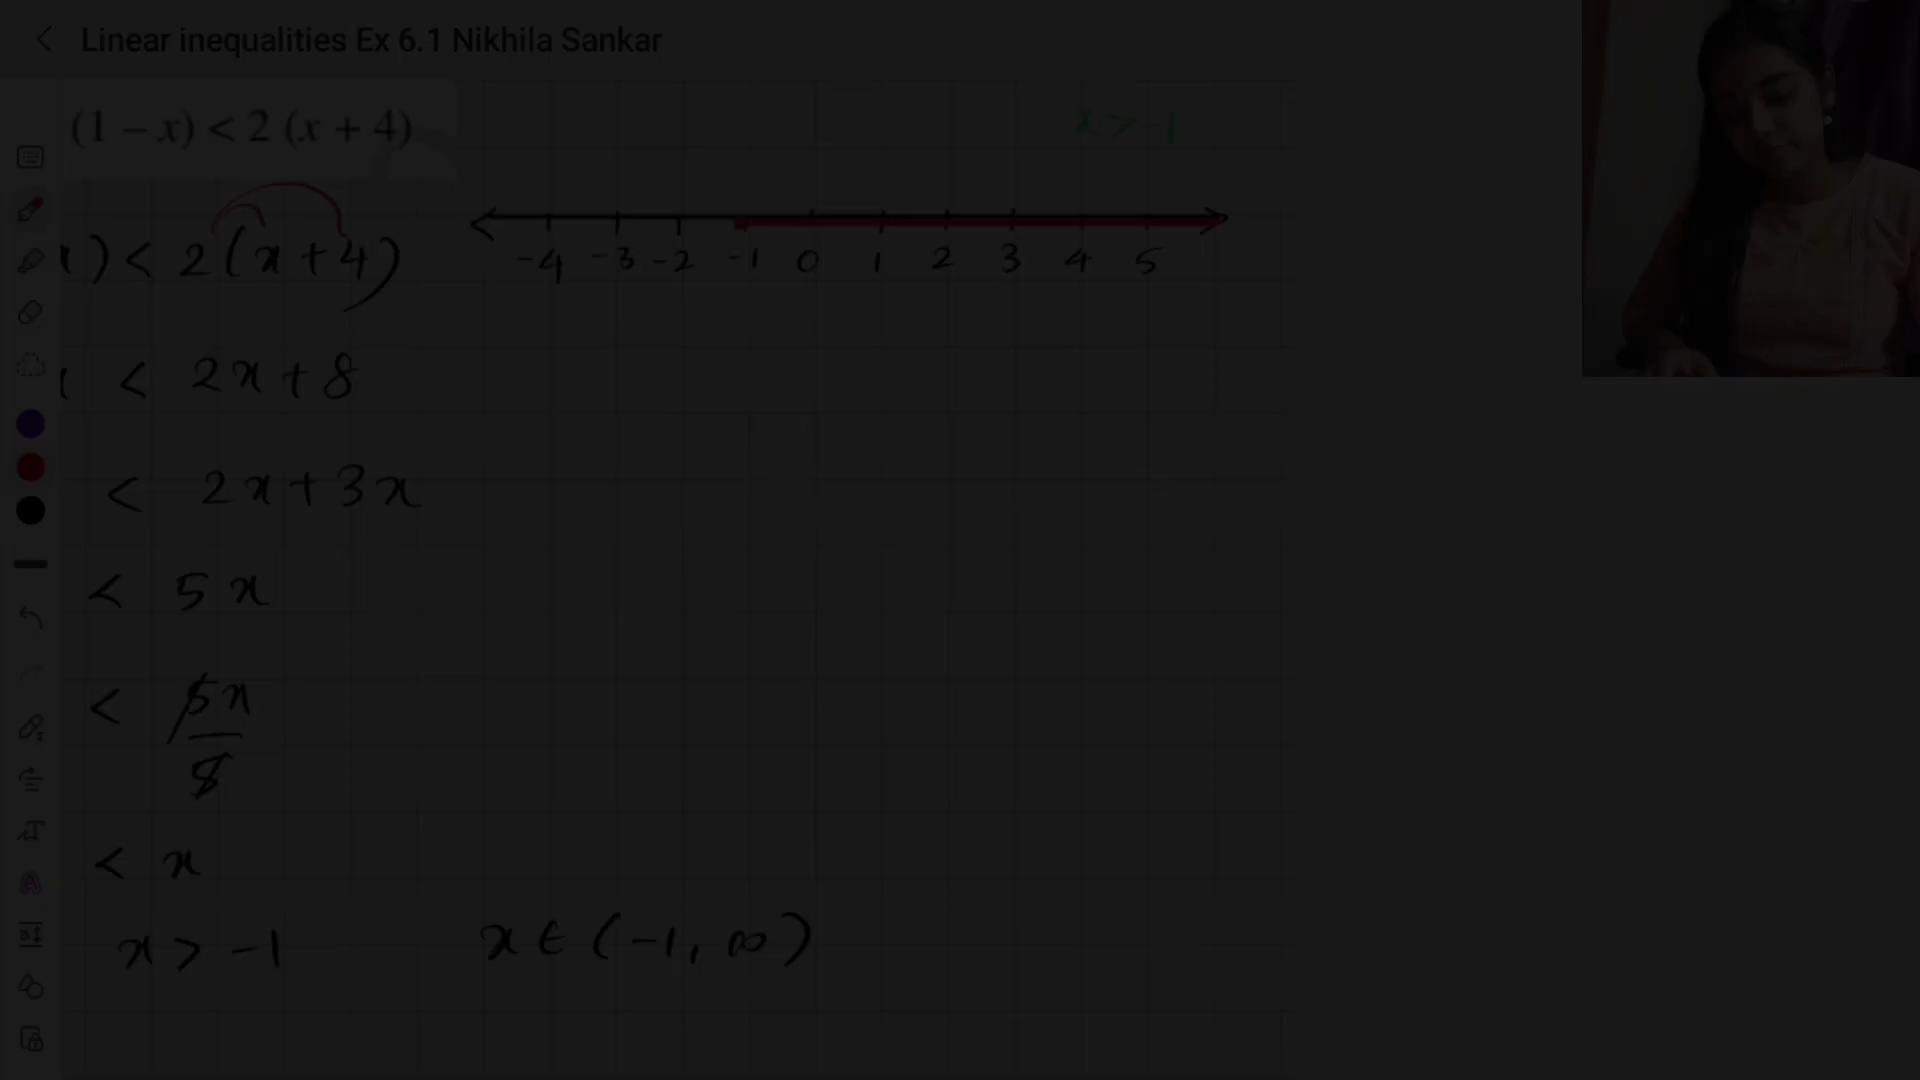 Linear inequalities Ex 6.1 Nikhila Sankar
(1 – x) < 2 (x + 4)
x > -1
) < 2(x+4)
-4 -3 -2 -1 0 1 2 3 4 5
< 2x+8
< 2x+3x
< 5x
< 5x
5
< x
x > -1
x ∈ (-1, ∞)